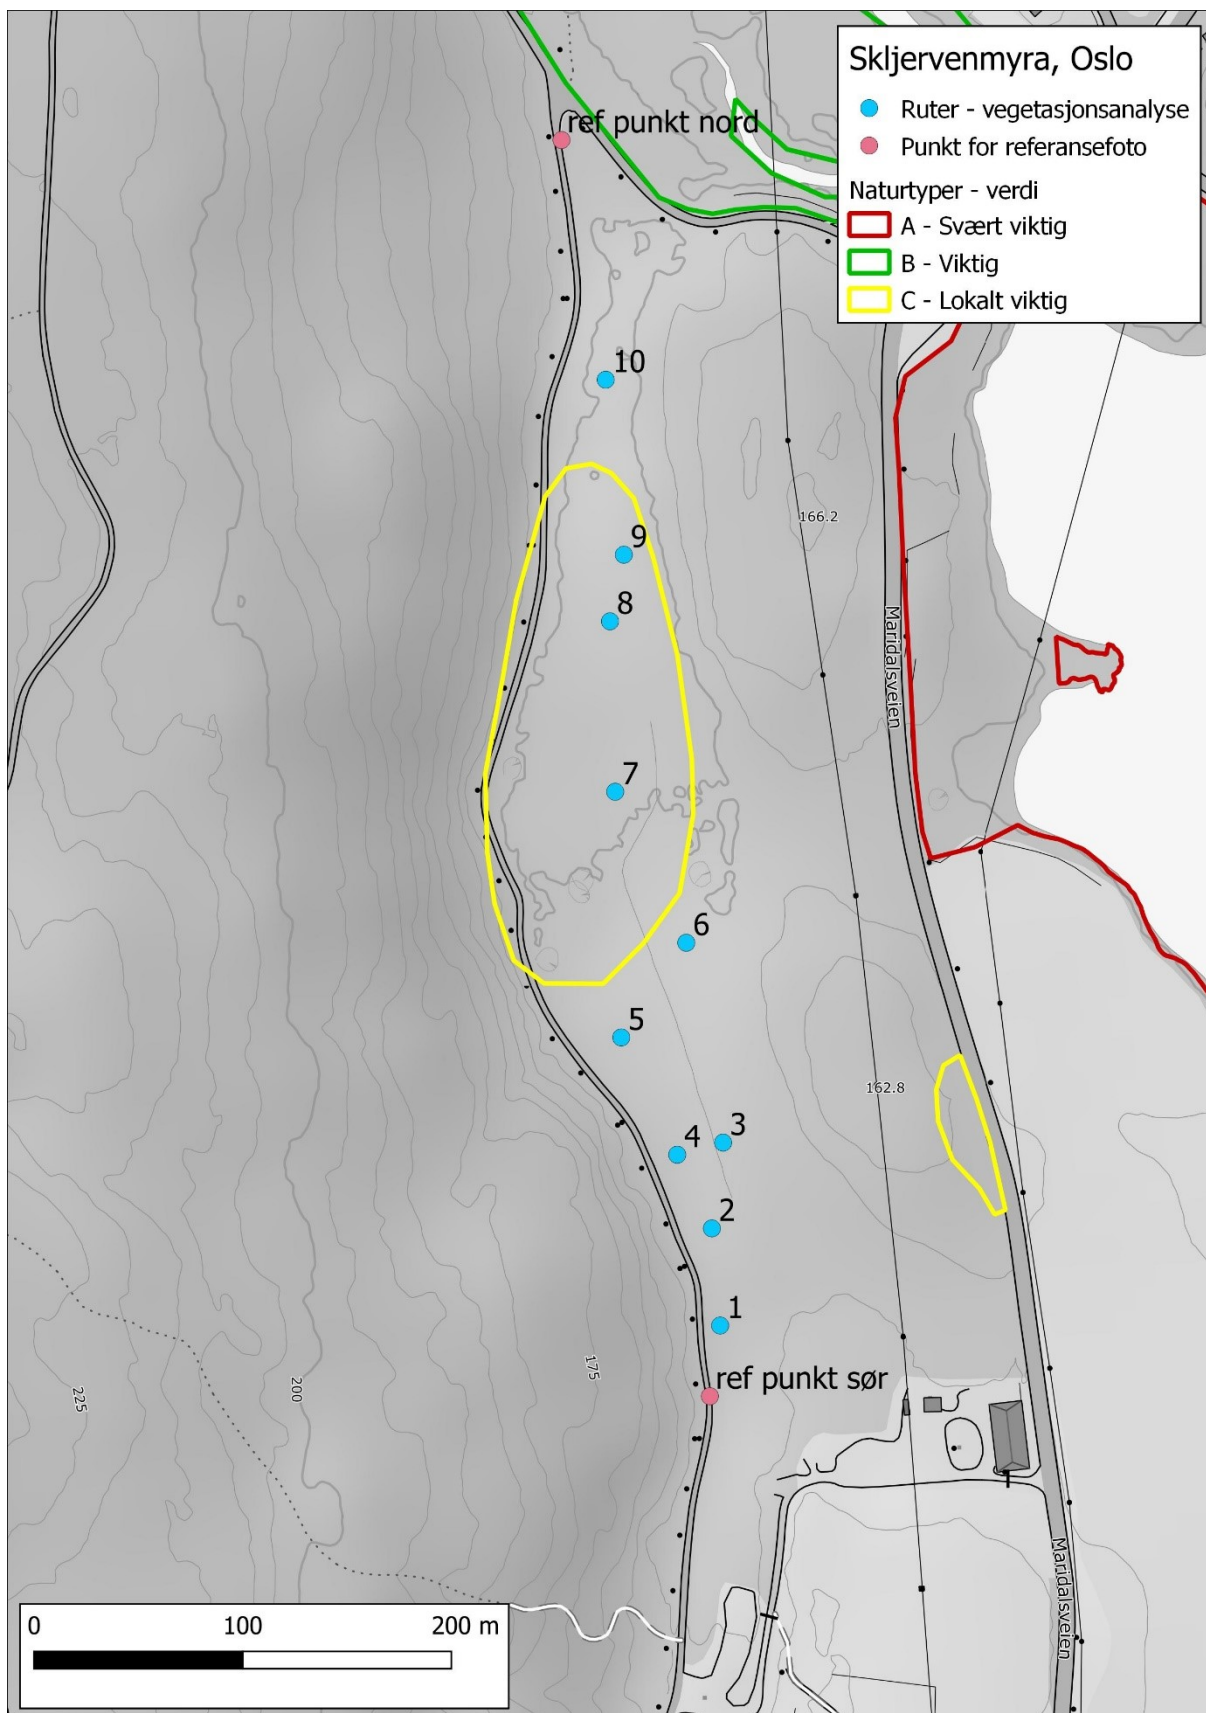 Skljervenmyra, Oslo
Ruter - vegetasjonsanalyse
Punkt for referansefoto
Naturtyper - verdi
A - Svært viktig
B - Viktig
C - Lokalt viktig
ref punkt nord
10
166.2
9
8
Maridalsveien
7
6
5
162.8
3
4
2
1
ref punkt sør
175
200
225
Maridalsveien
0 100 200 m